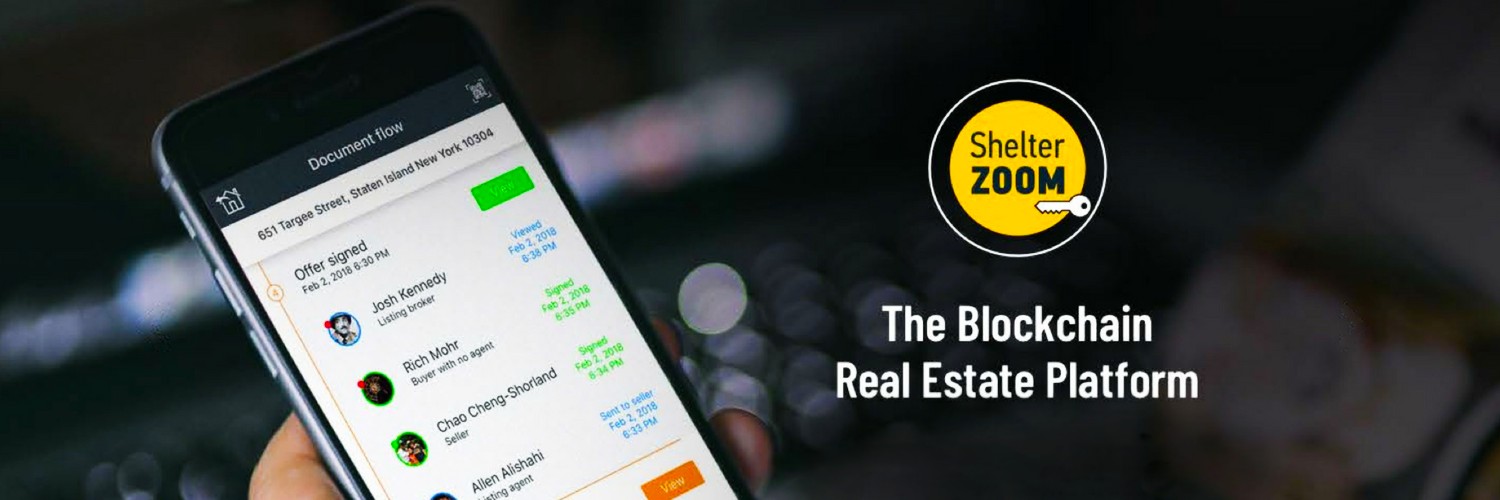 Document flow
651 Targee Street, Staten Island New York 10304
View
Offer signed
Feb 2, 2018 6:30 PM
4
Josh Kennedy
Listing broker
Viewed
Feb 2, 2018
6:38 PM
Rich Mohr
Buyer with no agent
Signed
Feb 2, 2018
6:35 PM
Chao Cheng-Shorland
Seller
Signed
Feb 2, 2018
6:34 PM
Allen Alishahi
Listing agent
Sent to seller
Feb 2, 2018
6:33 PM
View
Shelter
ZOOM
The Blockchain
Real Estate Platform